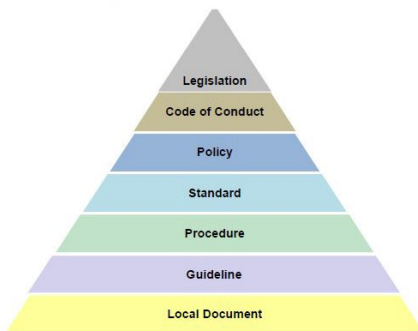 Legislation
Code of Conduct
Policy
Standard
Procedure
Guideline
Local Document